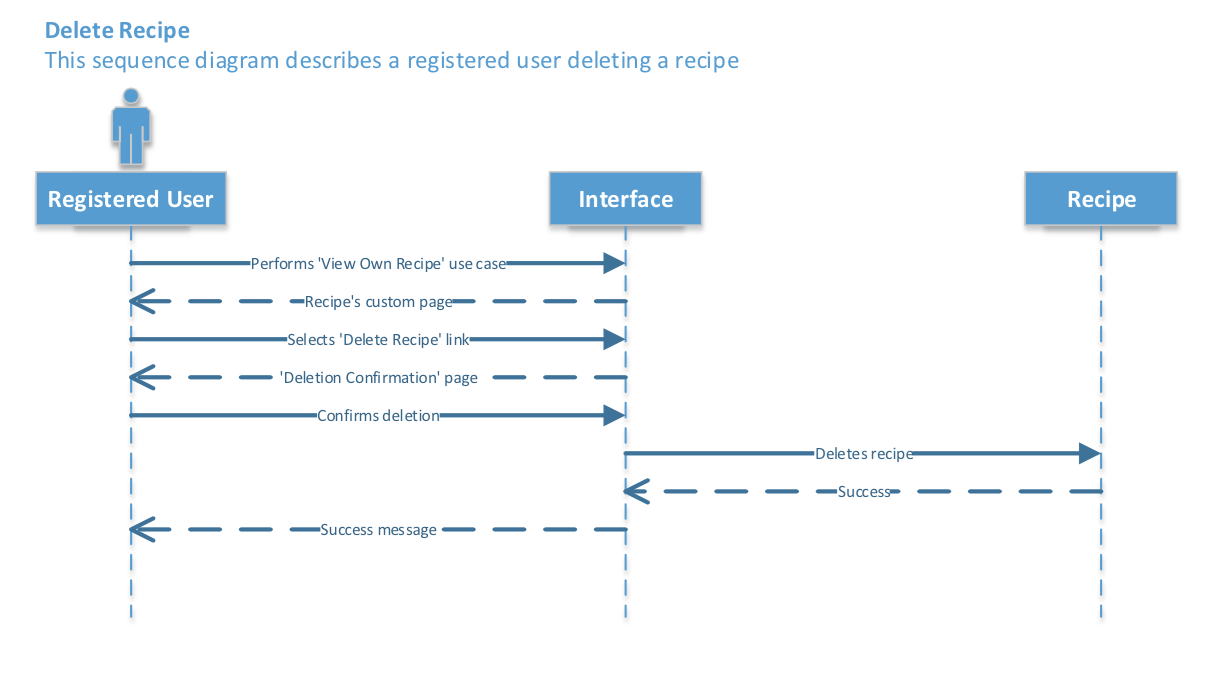 Delete Recipe
This sequence diagram describes a registered user deleting a recipe
Registered User
Interface
Recipe
Performs 'View Own Recipe' use case
Recipe's custom page
Selects 'Delete Recipe' link
'Deletion Confirmation' page
Confirms deletion
Deletes recipe
Success
Success message